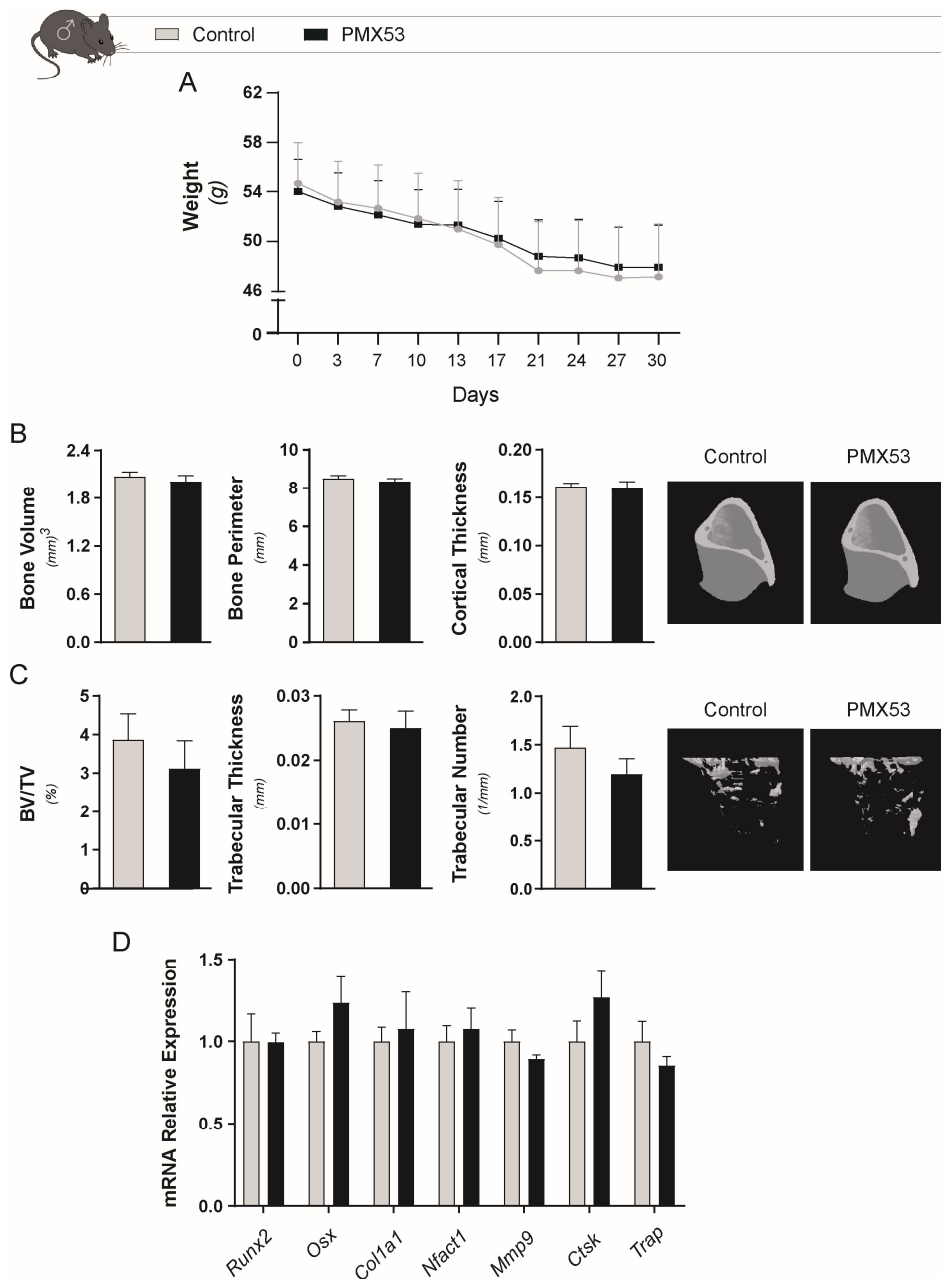 ♂
Control PMX53
A
62
58
54
50
46
0
Weight
(g)
0 3 7 10 13 17 21 24 27 30
Days
B
2.4
1.8
1.2
0.6
0.0
Bone Volume
(mm)3
10
8
6
4
2
0
Bone Perimeter
(mm)
0.20
0.15
0.10
0.05
0.00
Cortical Thickness
(mm)
Control PMX53
C
5
4
3
2
1
0
BV/TV
(%)
0.03
0.02
0.01
0.00
Trabecular Thickness
(mm)
2.0
1.5
1.0
0.5
0.0
Trabecular Number
(1/mm)
Control PMX53
D
1.5
1.0
0.5
0.0
mRNA Relative Expression
Runx2 Osx Col1a1 Nfact1 Mmp9 Ctsk Trap